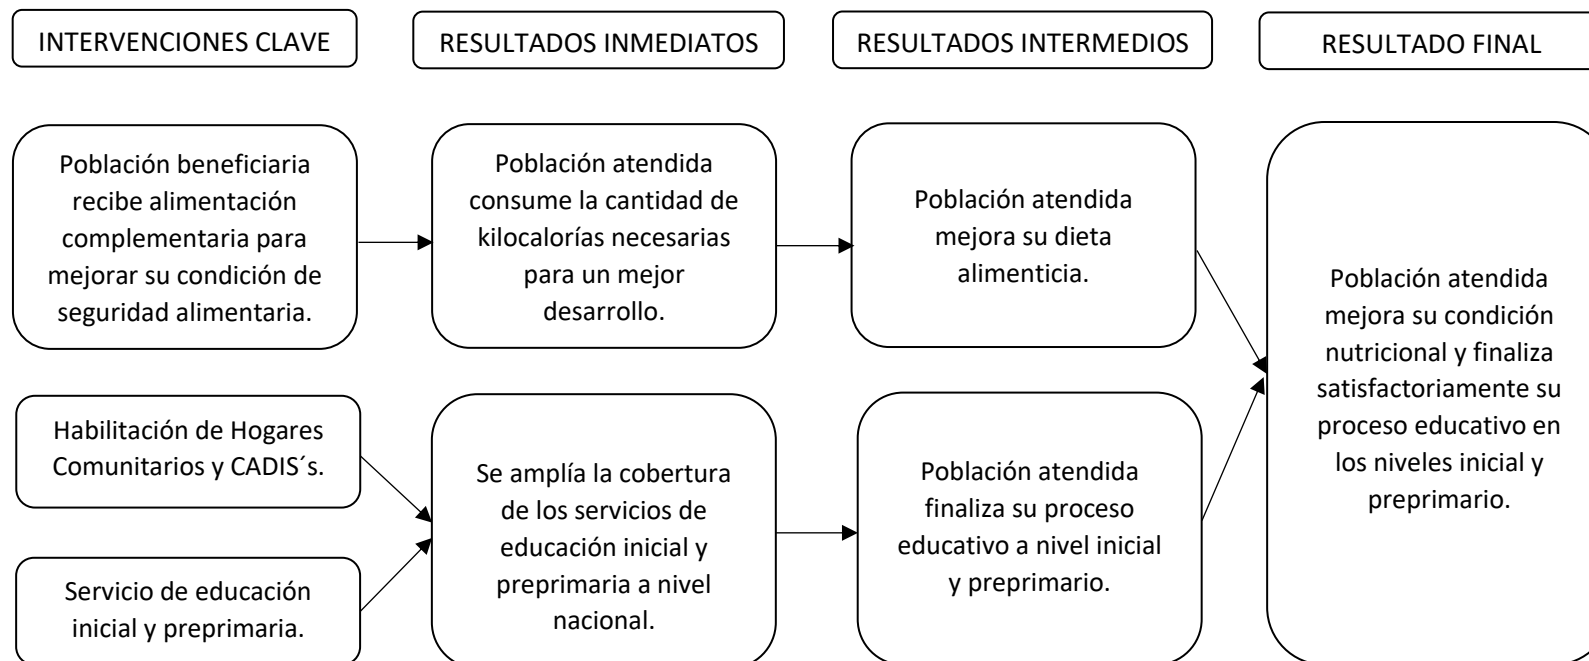 INTERVENCIONES CLAVE
RESULTADOS INMEDIATOS
RESULTADOS INTERMEDIOS
RESULTADO FINAL
Población beneficiaria
recibe alimentación
complementaria para
mejorar su condición de
seguridad alimentaria.
Población atendida
consume la cantidad de
kilocalorías necesarias
para un mejor
desarrollo.
Población atendida
mejora su dieta
alimenticia.
Población atendida
mejora su condición
nutricional y finaliza
satisfactoriamente su
proceso educativo en
los niveles inicial y
preprimario.
Habilitación de Hogares
Comunitarios y CADIS´s.
Se amplía la cobertura
de los servicios de
educación inicial y
preprimaria a nivel
nacional.
Población atendida
finaliza su proceso
educativo a nivel inicial
y preprimario.
Servicio de educación
inicial y preprimaria.